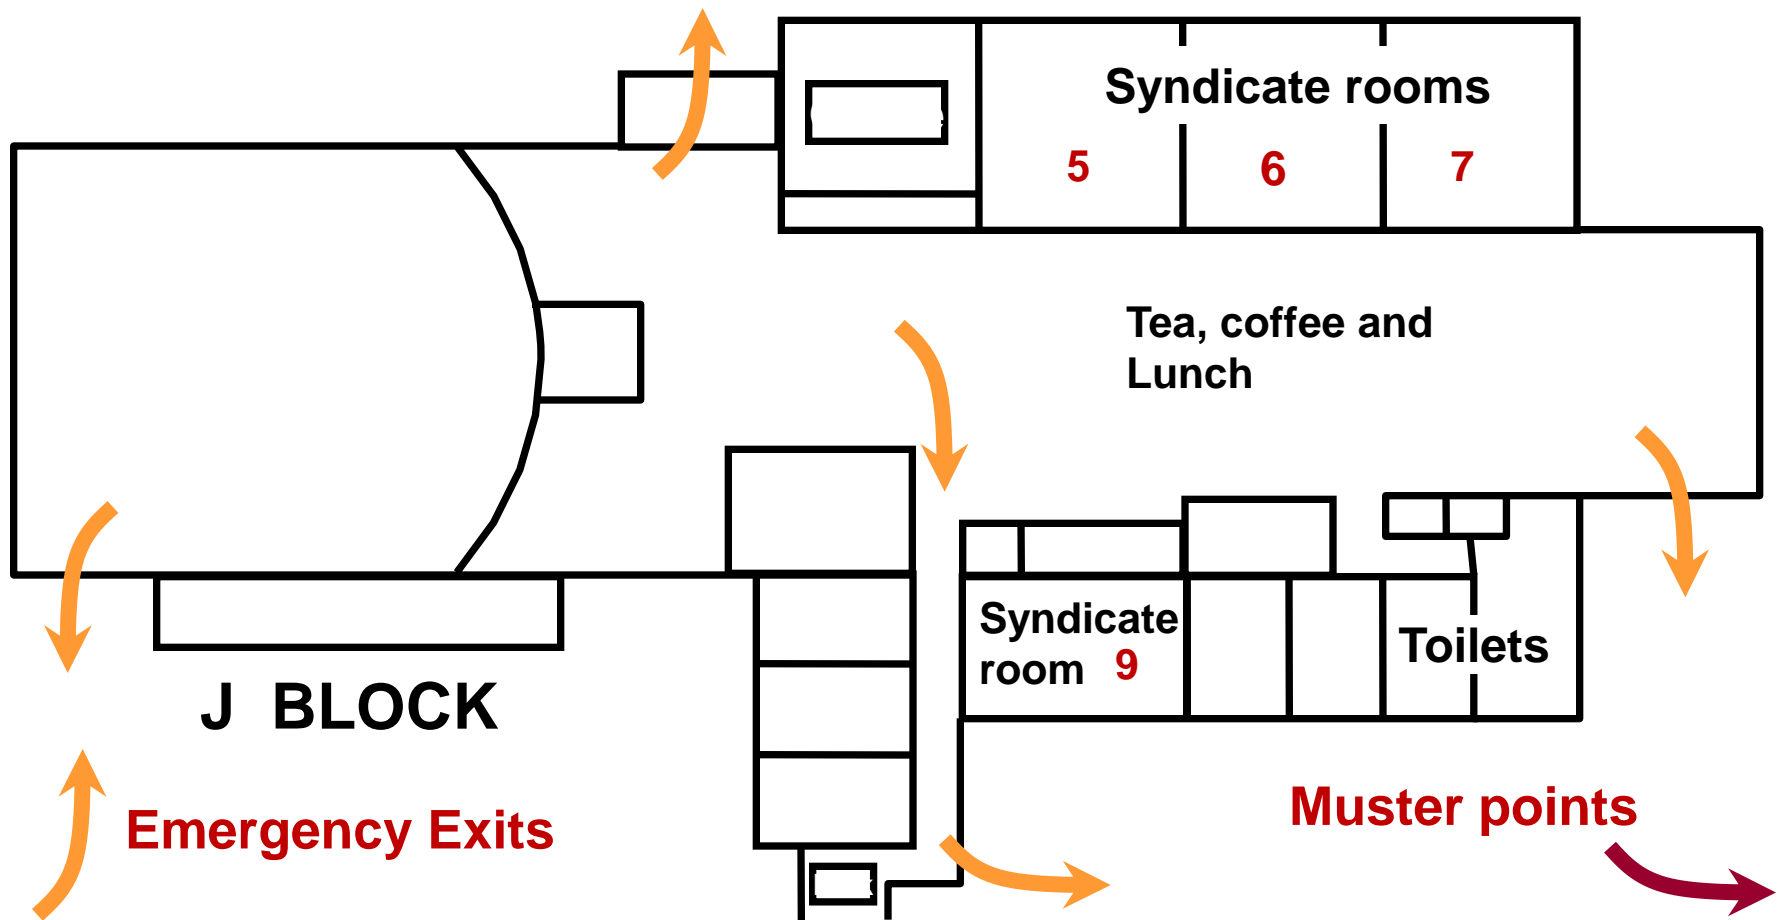 Syndicate rooms
5 6 7
Tea, coffee and
Lunch
Syndicate
room 9
Toilets
J BLOCK
Emergency Exits
Muster points